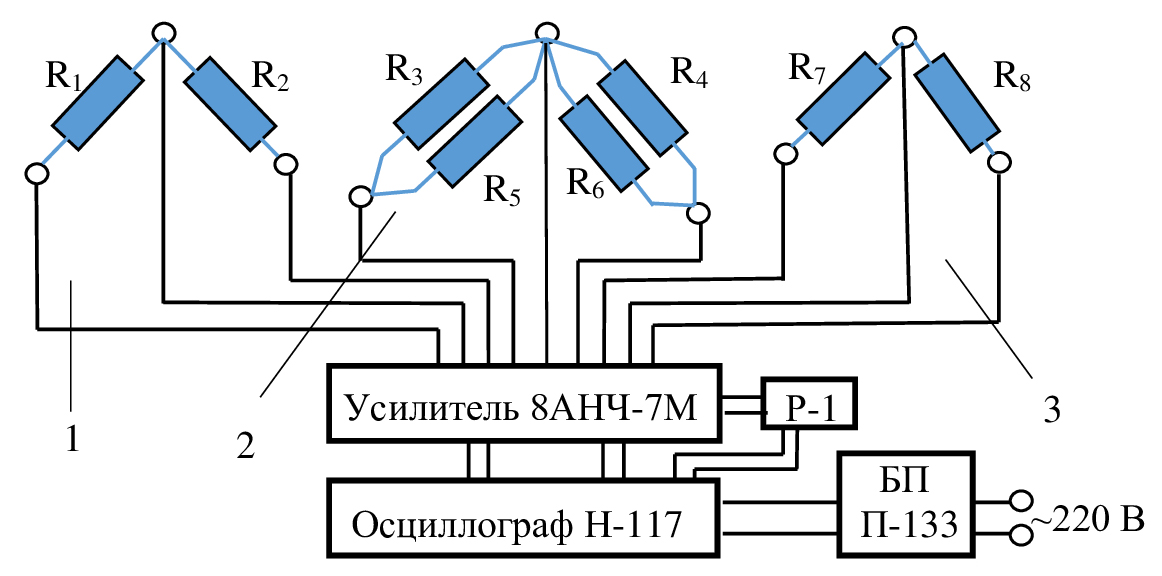 R₁
R₂
R₃
R₄
R₅
R₆
R₇
R₈
1
2
3
Усилитель 8АНЧ-7М
Р-1
Осциллограф Н-117
БП
П-133
~220 В